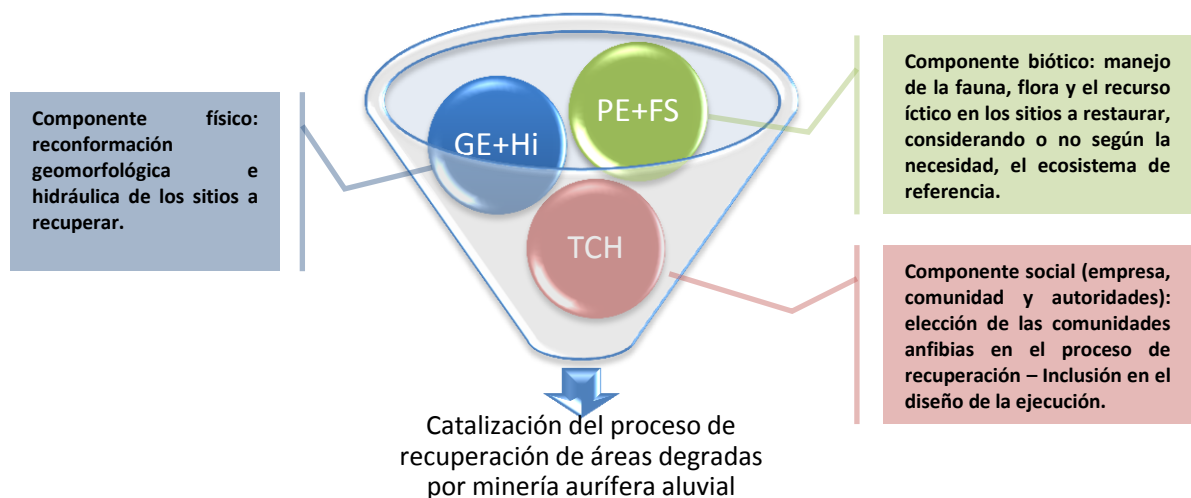 Componente físico:
reconformación
geomorfológica e
hidráulica de los sitios a
recuperar.
GE+Hi
PE+FS
TCH
Componente biótico: manejo
de la fauna, flora y el recurso
íctico en los sitios a restaurar,
considerando o no según la
necesidad, el ecosistema de
referencia.
Componente social (empresa,
comunidad y autoridades):
elección de las comunidades
anfibias en el proceso de
recuperación – Inclusión en el
diseño de la ejecución.
Catalización del proceso de
recuperación de áreas degradas
por minería aurífera aluvial